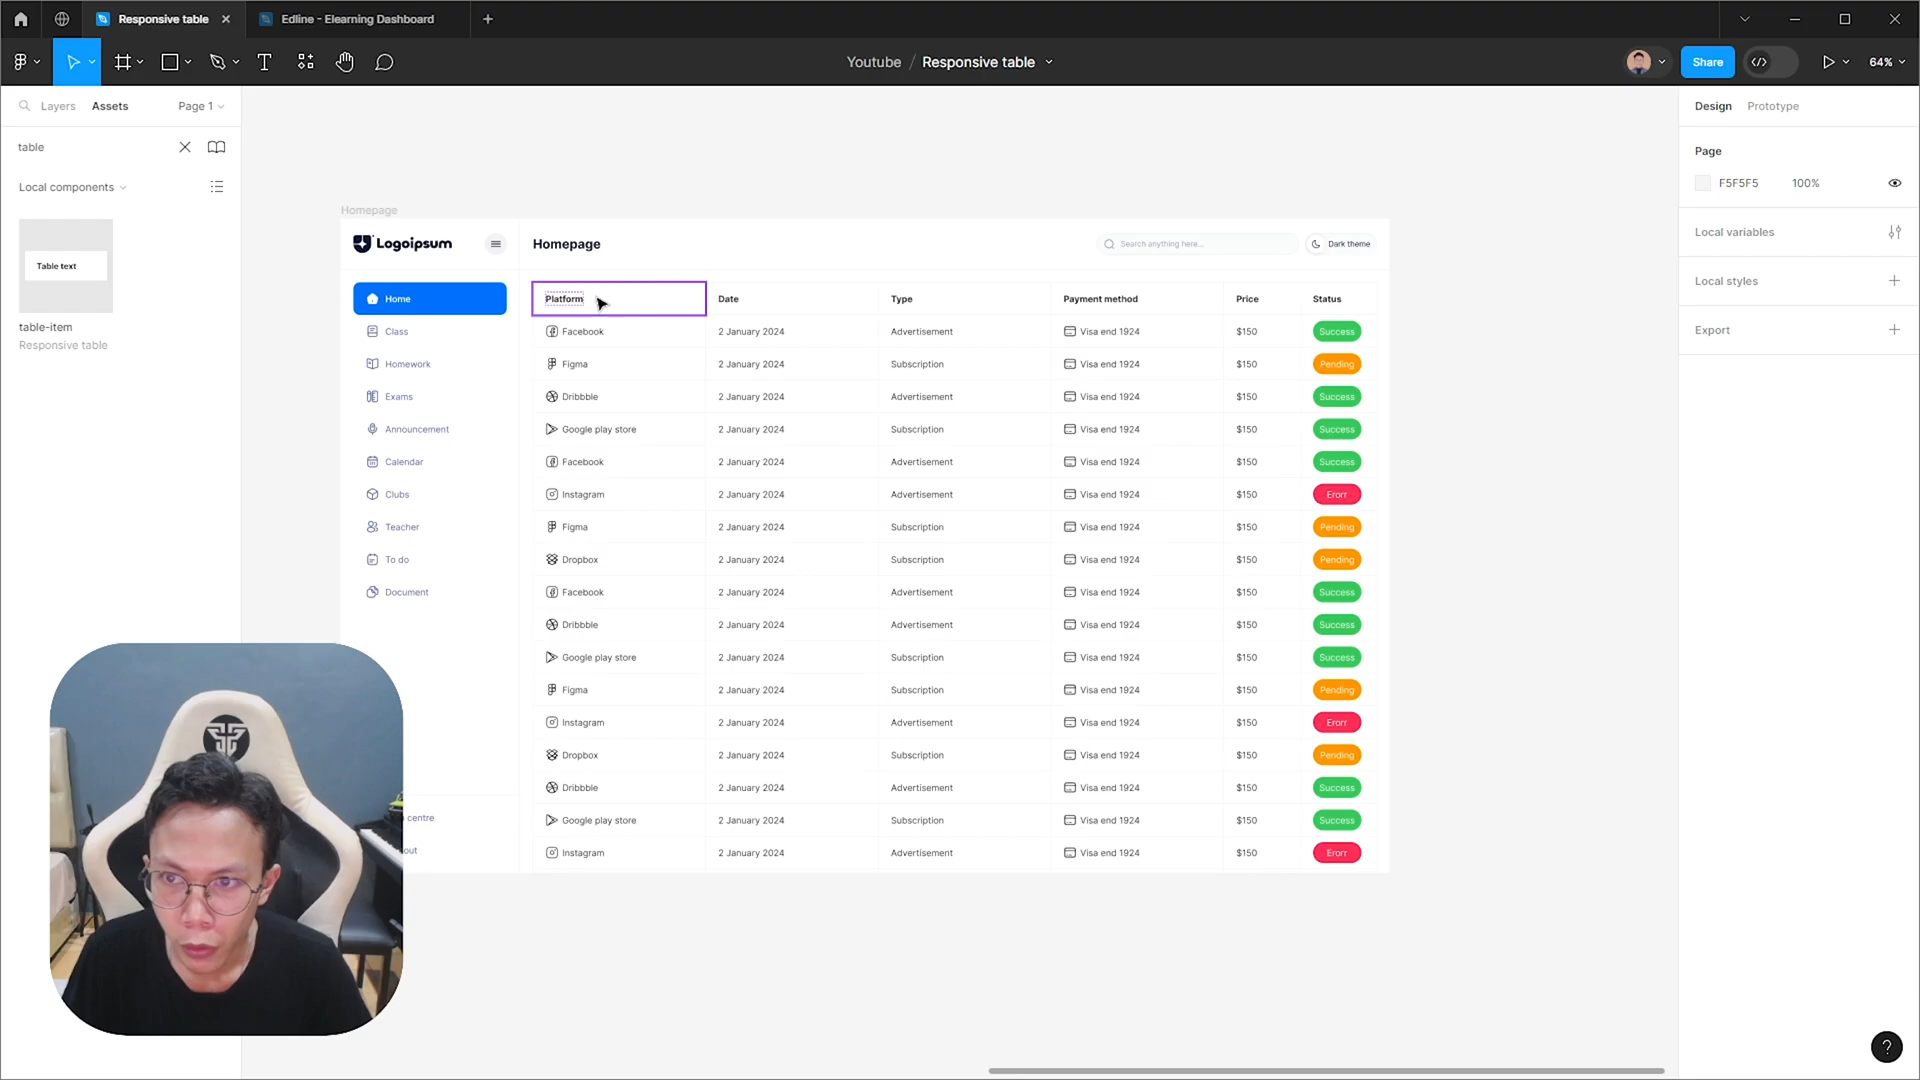 Responsive table
Edline - Elearning Dashboard
Youtube / Responsive table
Share
64%
Layers
Assets
Page 1
Design
Prototype
table
Page
F5F5F5
100%
Local components
Local variables
Table text
Local styles
table-item
Responsive table
Export
Homepage
Logoipsum
Homepage
Search anything here...
Dark theme
Home
Class
Homework
Exams
Announcement
Calendar
Clubs
Teacher
To do
Document
centre
out
Platform Date Type Payment method Price Status
Facebook 2 January 2024 Advertisement Visa end 1924 $150 Success
Figma 2 January 2024 Subscription Visa end 1924 $150 Pending
Dribbble 2 January 2024 Advertisement Visa end 1924 $150 Success
Google play store 2 January 2024 Subscription Visa end 1924 $150 Success
Facebook 2 January 2024 Advertisement Visa end 1924 $150 Success
Instagram 2 January 2024 Advertisement Visa end 1924 $150 Erorr
Figma 2 January 2024 Subscription Visa end 1924 $150 Pending
Dropbox 2 January 2024 Subscription Visa end 1924 $150 Pending
Facebook 2 January 2024 Advertisement Visa end 1924 $150 Success
Dribbble 2 January 2024 Advertisement Visa end 1924 $150 Success
Google play store 2 January 2024 Subscription Visa end 1924 $150 Success
Figma 2 January 2024 Subscription Visa end 1924 $150 Pending
Instagram 2 January 2024 Advertisement Visa end 1924 $150 Erorr
Dropbox 2 January 2024 Subscription Visa end 1924 $150 Pending
Dribbble 2 January 2024 Advertisement Visa end 1924 $150 Success
Google play store 2 January 2024 Subscription Visa end 1924 $150 Success
Instagram 2 January 2024 Advertisement Visa end 1924 $150 Erorr
?